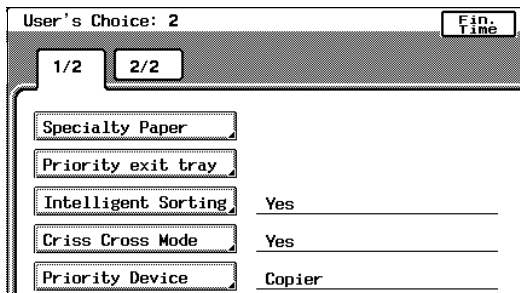 User's Choice: 2
Fin.
Time
1/2
2/2
Specialty Paper
Priority exit tray
Intelligent Sorting Yes
Criss Cross Mode Yes
Priority Device Copier